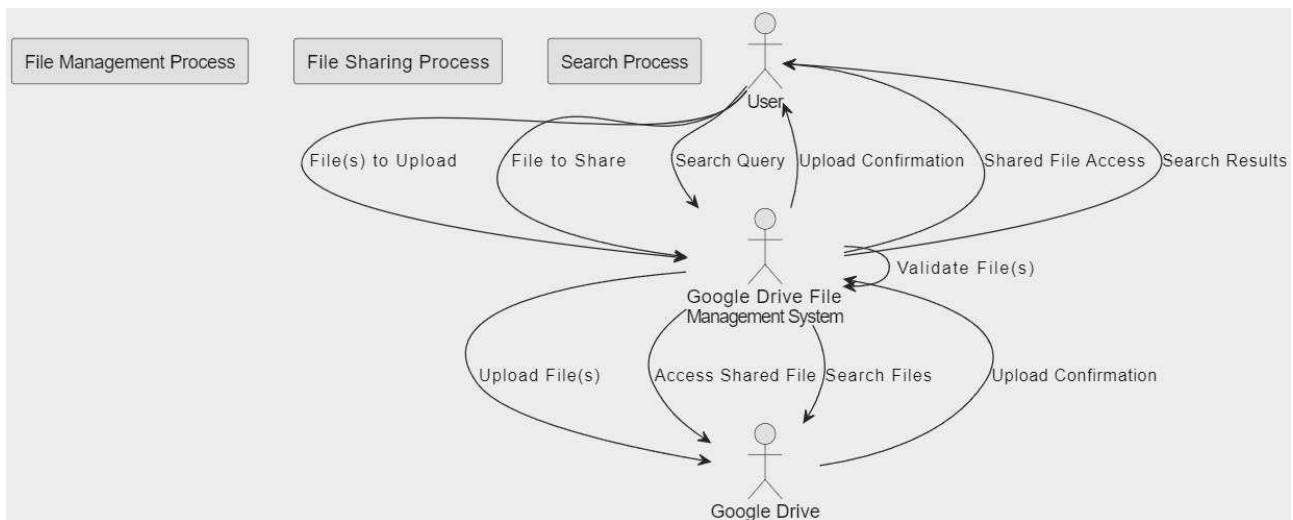 File Management Process
File Sharing Process
Search Process
User
File(s) to Upload
File to Share
Search Query
Upload Confirmation
Shared File Access
Search Results
Validate File(s)
Google Drive File
Management System
Upload File(s)
Access Shared File
Search Files
Upload Confirmation
Google Drive